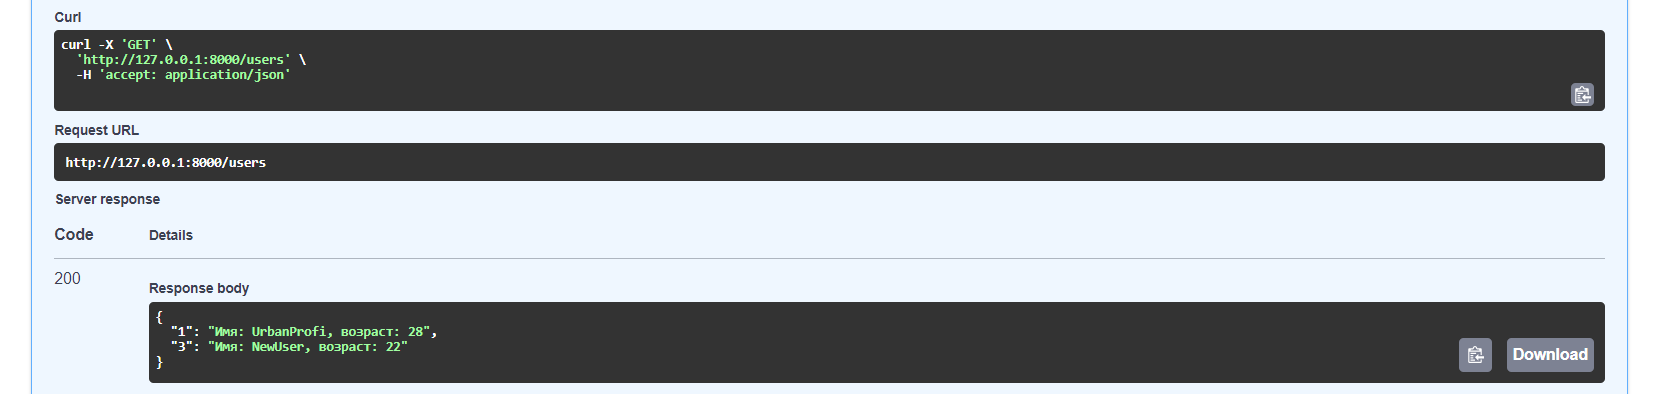 Curl
curl -X 'GET' \
'http://127.0.0.1:8000/users' \
-H 'accept: application/json'
Request URL
http://127.0.0.1:8000/users
Server response
Code Details
200
Response body
{
"1": "Имя: UrbanProfi, возраст: 28",
"3": "Имя: NewUser, возраст: 22"
}
Download